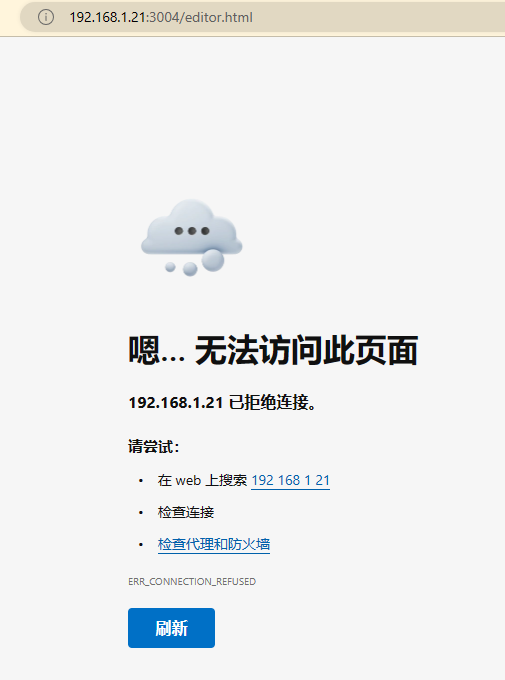 192.168.1.21:3004/editor.html
嗯... 无法访问此页面
192.168.1.21 已拒绝连接。
请尝试：
• 在 web 上搜索 192 168 1 21
• 检查连接
• 检查代理和防火墙
ERR_CONNECTION_REFUSED
刷新